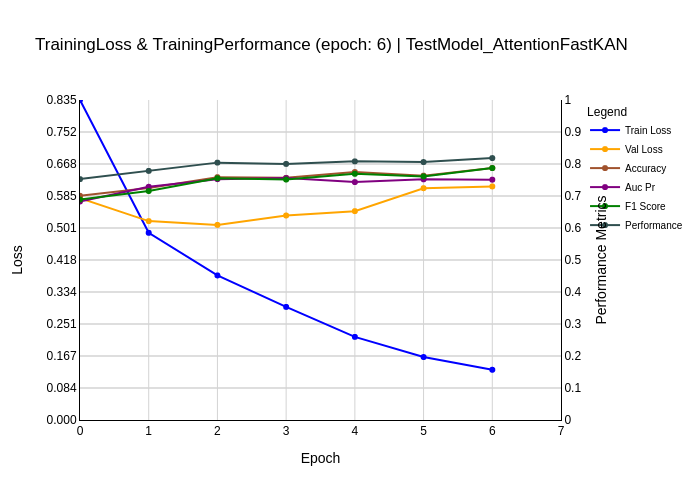 TrainingLoss & TrainingPerformance (epoch: 6) | TestModel_AttentionFastKAN
0.835
0.752
0.668
0.585
0.501
0.418
0.334
0.251
0.167
0.084
0.000
Loss
0 1 2 3 4 5 6 7
Epoch
1
0.9
0.8
0.7
0.6
0.5
0.4
0.3
0.2
0.1
0
Performance Metrics
Legend
Train Loss
Val Loss
Accuracy
Auc Pr
F1 Score
Performance